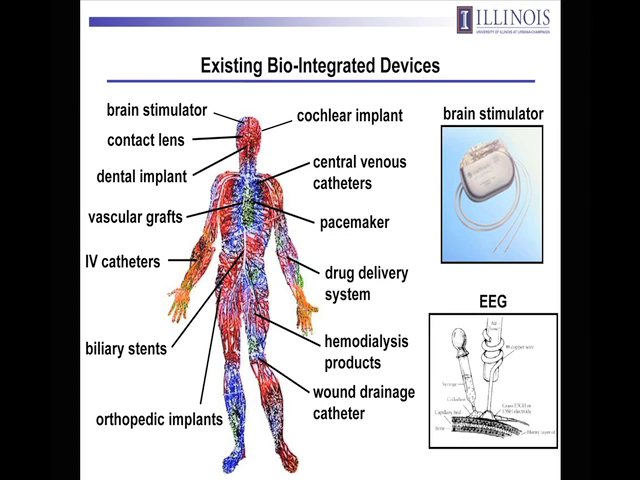 ILLINOIS
UNIVERSITY OF ILLINOIS AT URBANA-CHAMPAIGN
Existing Bio-Integrated Devices
brain stimulator
contact lens
dental implant
vascular grafts
IV catheters
biliary stents
orthopedic implants
cochlear implant
central venous
catheters
pacemaker
drug delivery
system
hemodialysis
products
wound drainage
catheter
brain stimulator
EEG
copper wire
Syringe
Collodion
Capillary bed
Bone
electrode